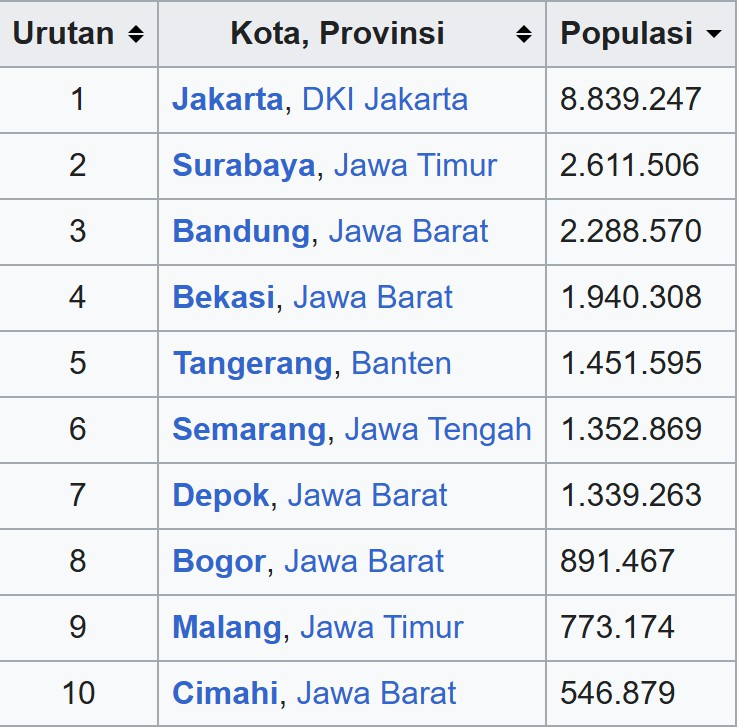 Urutan Kota, Provinsi Populasi
1 Jakarta, DKI Jakarta 8.839.247
2 Surabaya, Jawa Timur 2.611.506
3 Bandung, Jawa Barat 2.288.570
4 Bekasi, Jawa Barat 1.940.308
5 Tangerang, Banten 1.451.595
6 Semarang, Jawa Tengah 1.352.869
7 Depok, Jawa Barat 1.339.263
8 Bogor, Jawa Barat 891.467
9 Malang, Jawa Timur 773.174
10 Cimahi, Jawa Barat 546.879